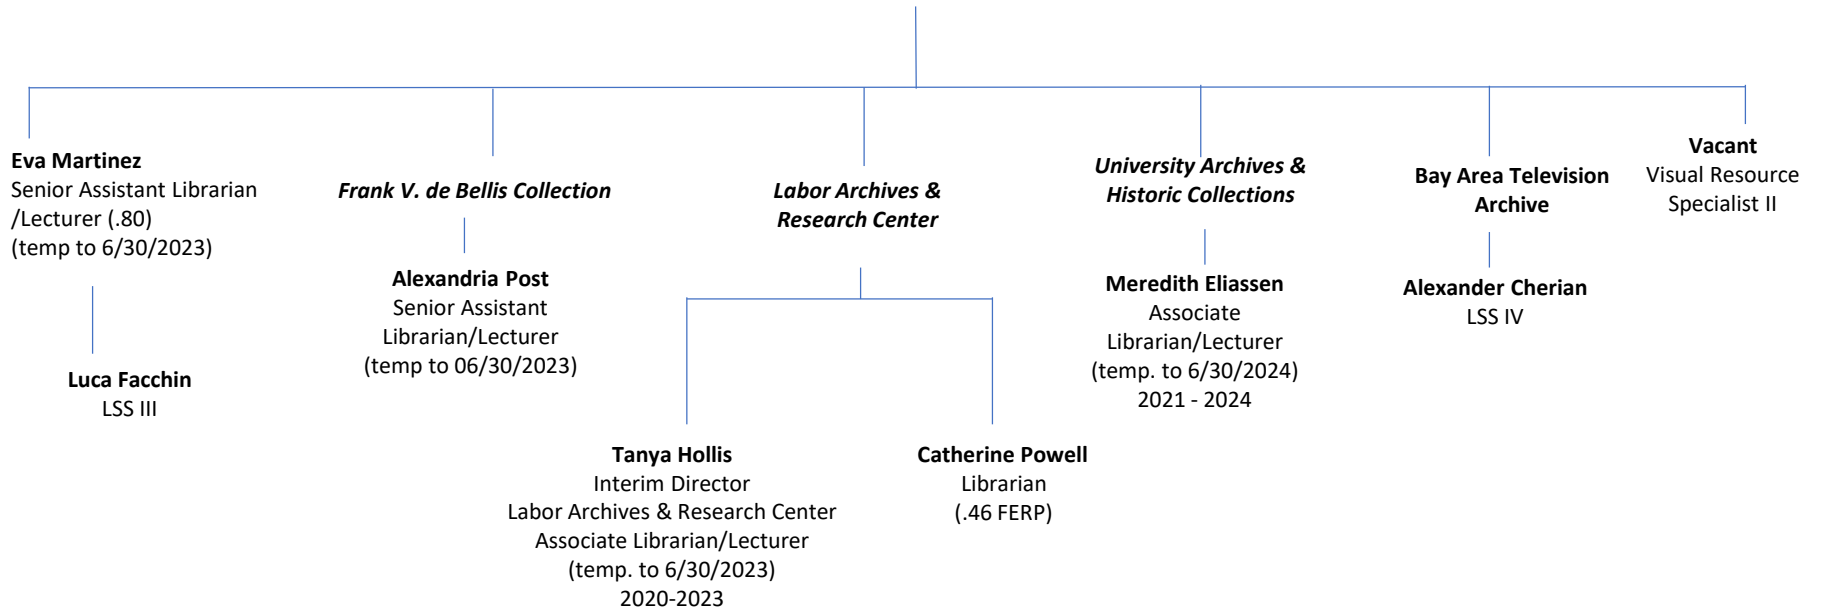 Eva Martinez
Senior Assistant Librarian
/Lecturer (.80)
(temp to 6/30/2023)
Luca Facchin
LSS III
Frank V. de Bellis Collection
Alexandria Post
Senior Assistant
Librarian/Lecturer
(temp to 06/30/2023)
Labor Archives &
Research Center
Tanya Hollis
Interim Director
Labor Archives & Research Center
Associate Librarian/Lecturer
(temp. to 6/30/2023)
2020-2023
Catherine Powell
Librarian
(.46 FERP)
University Archives &
Historic Collections
Meredith Eliassen
Associate
Librarian/Lecturer
(temp. to 6/30/2024)
2021 - 2024
Bay Area Television
Archive
Alexander Cherian
LSS IV
Vacant
Visual Resource
Specialist II